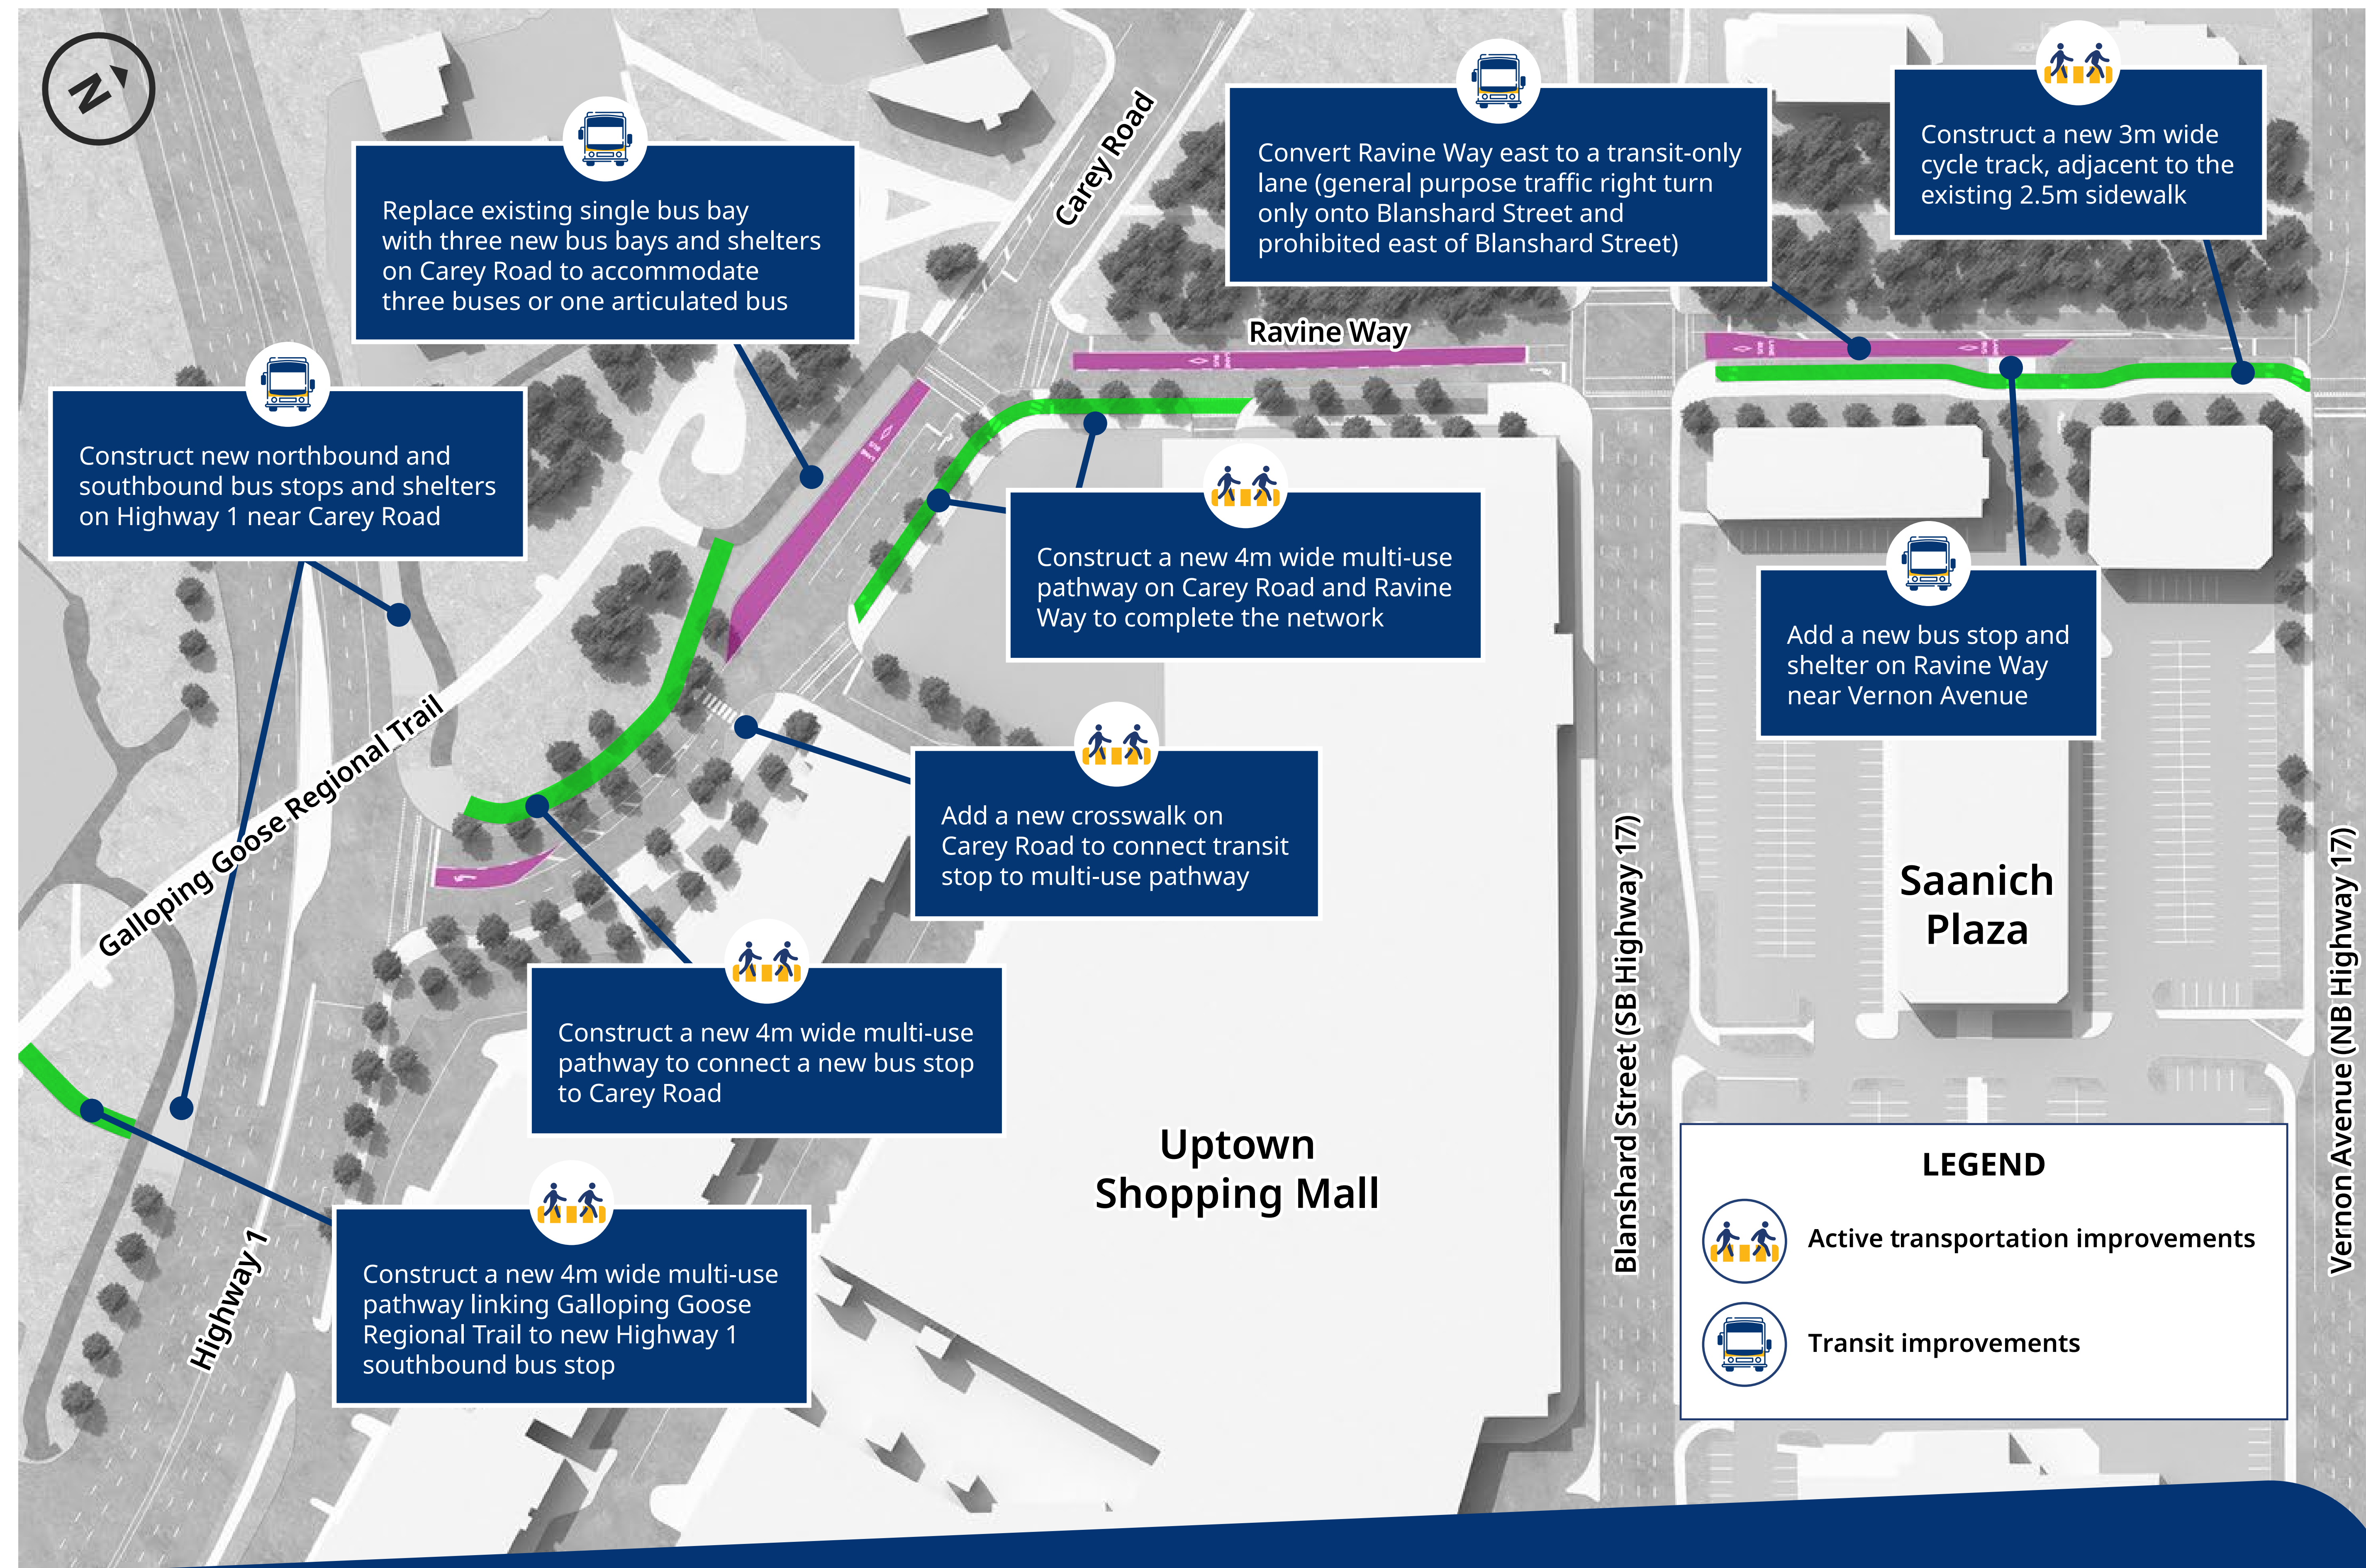 N
Construct a new 3m wide
cycle track, adjacent to the
existing 2.5m sidewalk
Convert Ravine Way east to a transit-only
lane (general purpose traffic right turn
only onto Blanshard Street and
prohibited east of Blanshard Street)
Carey Road
Replace existing single bus bay
with three new bus bays and shelters
on Carey Road to accommodate
three buses or one articulated bus
Ravine Way
BUS
LANE
BUS
LANE
BUS
LANE
BUS
LANE
Construct new northbound and
southbound bus stops and shelters
on Highway 1 near Carey Road
Construct a new 4m wide multi-use
pathway on Carey Road and Ravine
Way to complete the network
Add a new bus stop and
shelter on Ravine Way
near Vernon Avenue
Galloping Goose Regional Trail
Add a new crosswalk on
Carey Road to connect transit
stop to multi-use pathway
Saanich
Plaza
Blanshard Street (SB Highway 17)
Vernon Avenue (NB Highway 17)
Construct a new 4m wide multi-use
pathway to connect a new bus stop
to Carey Road
Uptown
Shopping Mall
Highway 1
Construct a new 4m wide multi-use
pathway linking Galloping Goose
Regional Trail to new Highway 1
southbound bus stop
LEGEND
Active transportation improvements
Transit improvements